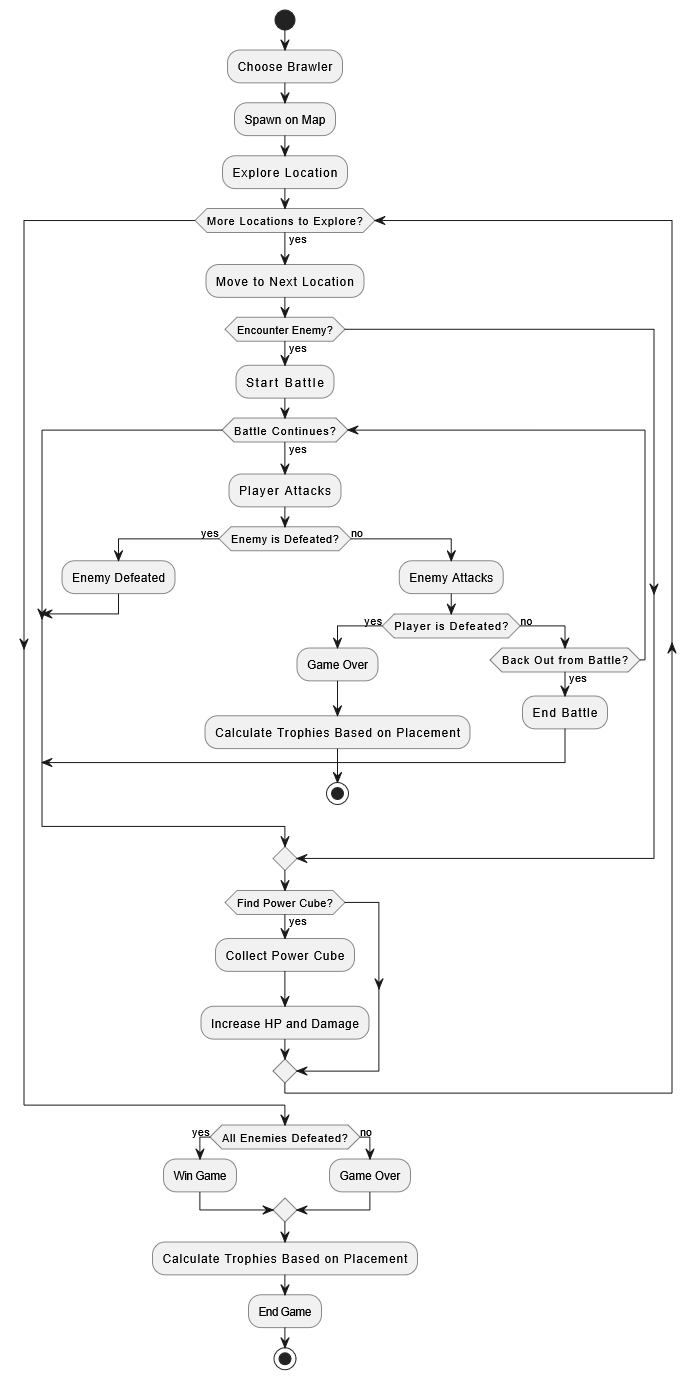 Choose Brawler
Spawn on Map
Explore Location
More Locations to Explore?
yes
Move to Next Location
Encounter Enemy?
yes
Start Battle
Battle Continues?
yes
Player Attacks
yes
Enemy is Defeated?
no
Enemy Defeated
Enemy Attacks
yes
Player is Defeated?
no
Game Over
Back Out from Battle?
yes
Calculate Trophies Based on Placement
End Battle
Find Power Cube?
yes
Collect Power Cube
Increase HP and Damage
yes
All Enemies Defeated?
no
Win Game
Game Over
Calculate Trophies Based on Placement
End Game